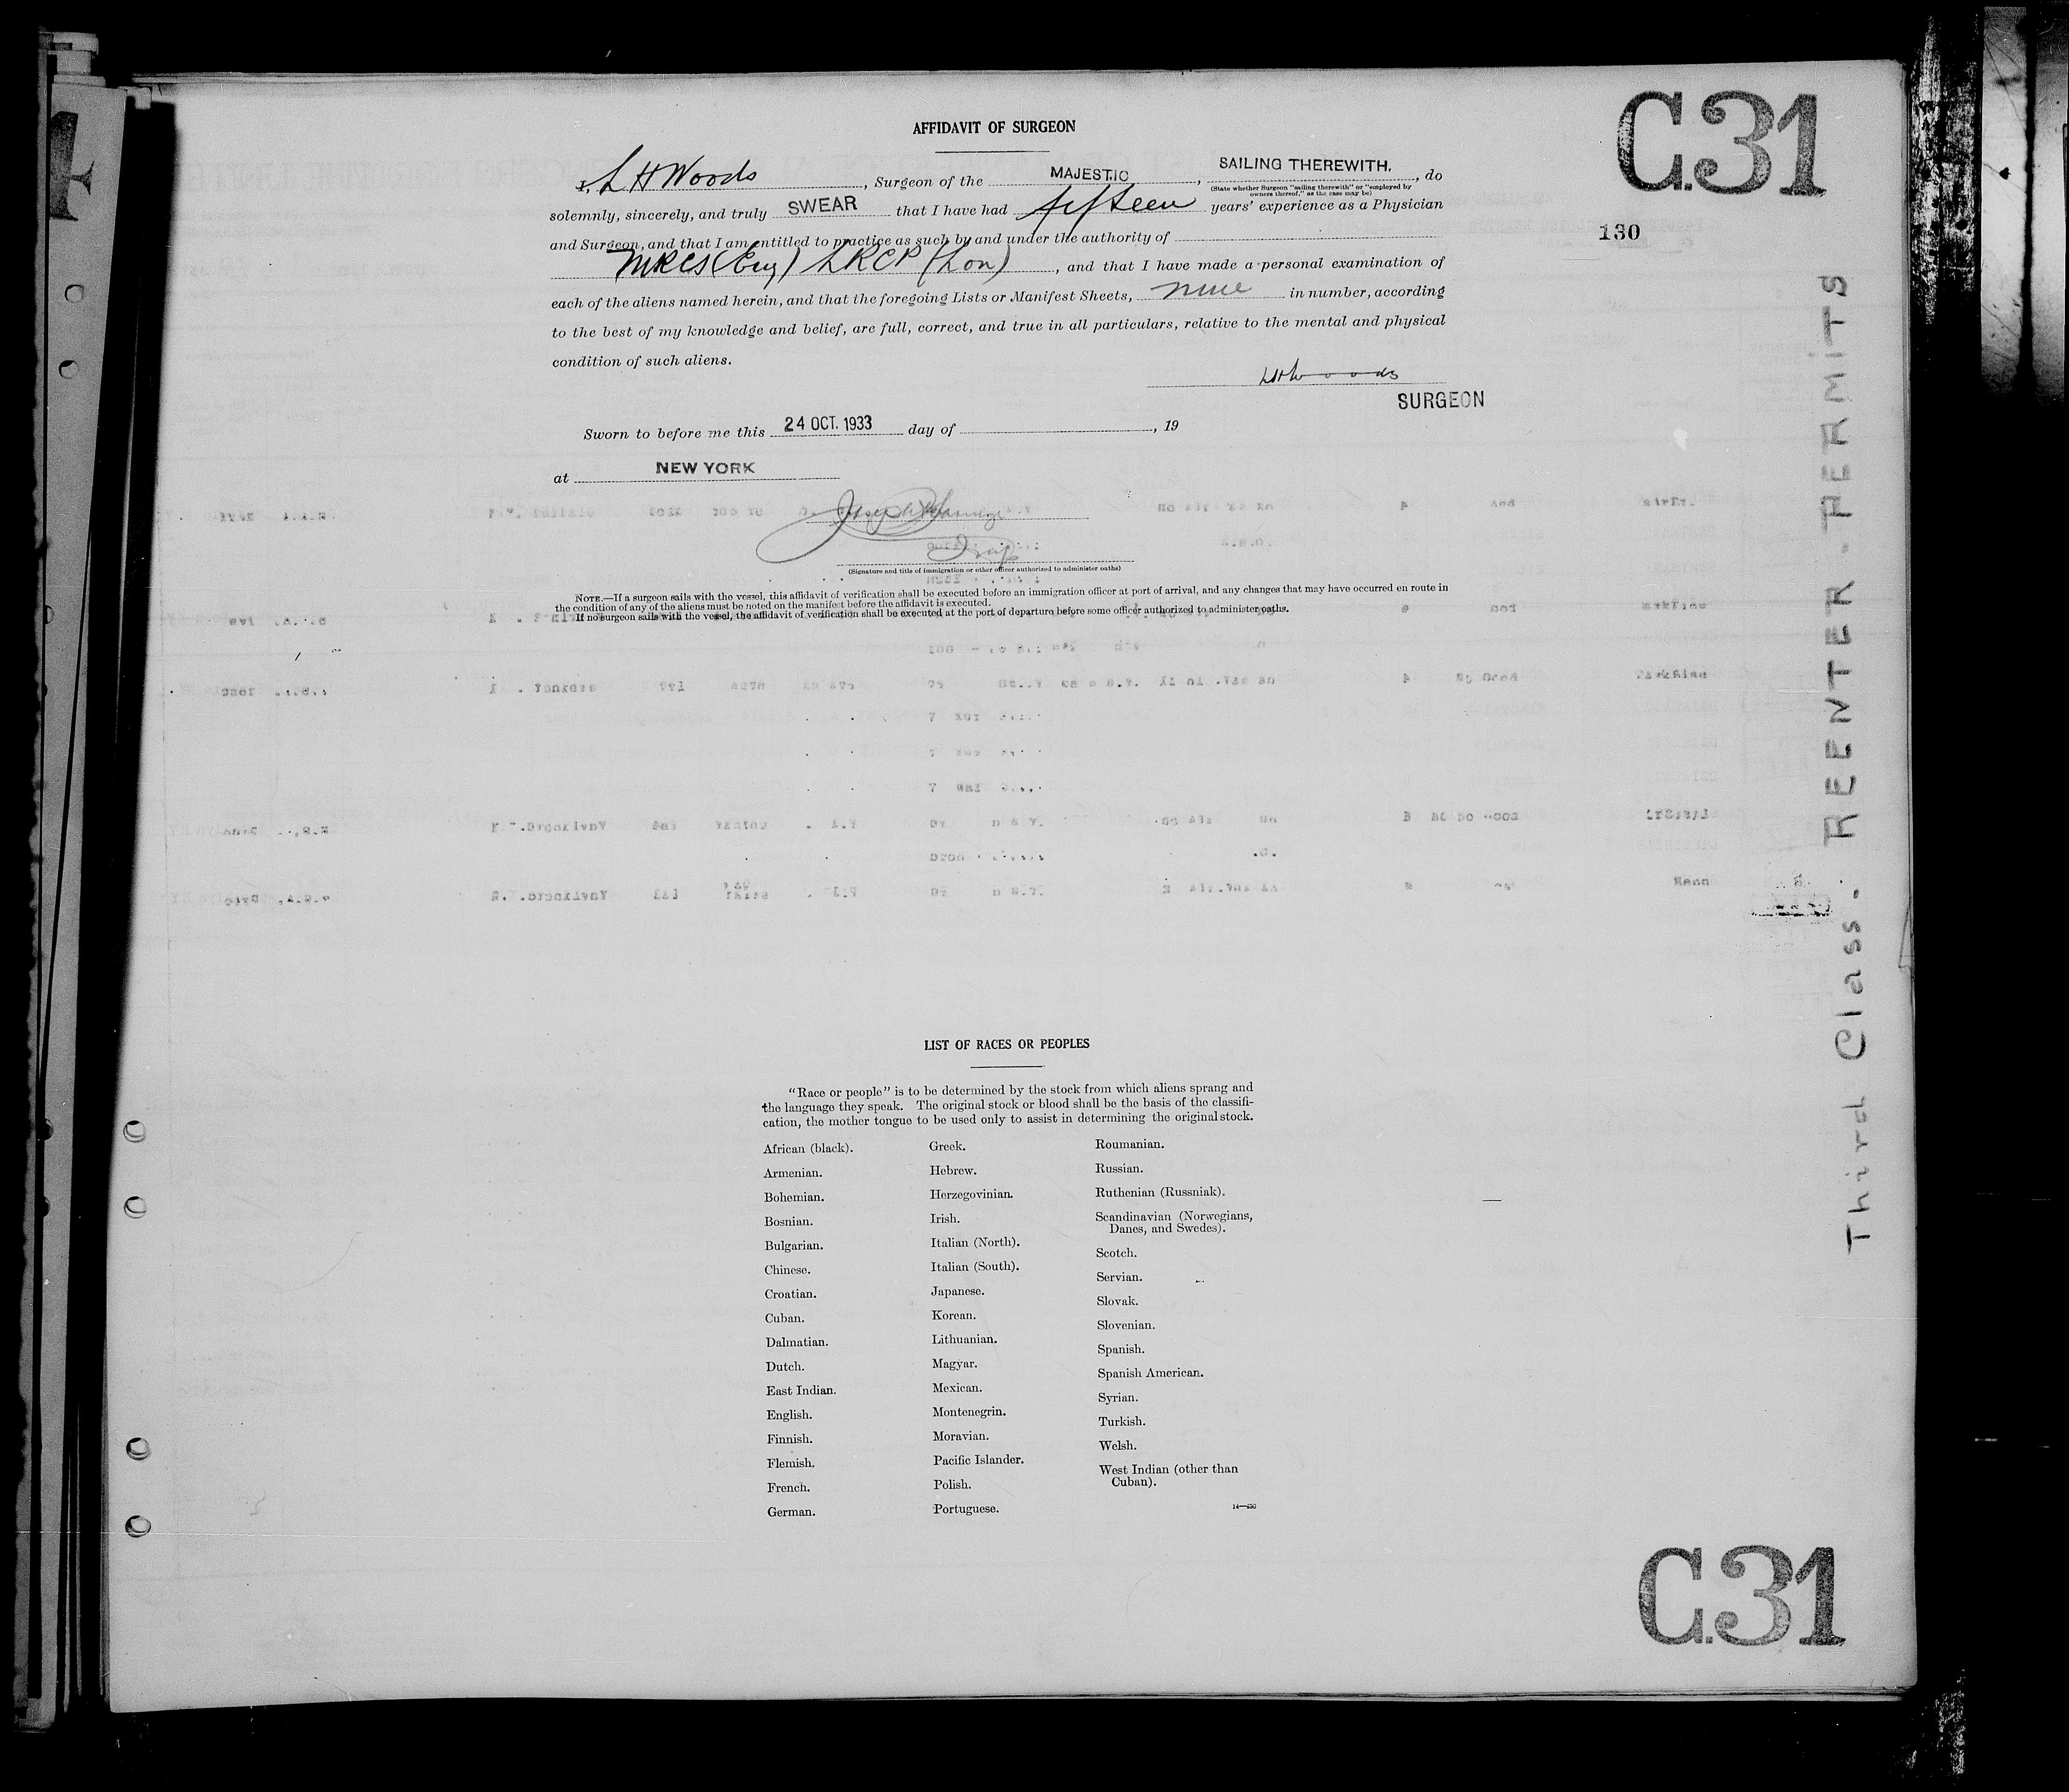 C.31
AFFIDAVIT OF SURGEON
I, L H Woods, Surgeon of the MAJESTIC, SAILING THEREWITH., do
(State whether Surgeon "sailing therewith" or "employed by
owners thereof," as the case may be)
solemnly, sincerely, and truly SWEAR that I have had fifteen years' experience as a Physician
130
and Surgeon, and that I am entitled to practice as such by and under the authority of
MRCS (Eng) LRCP (Lon), and that I have made a personal examination of
each of the aliens named herein, and that the foregoing Lists or Manifest Sheets, nine in number, according
to the best of my knowledge and belief, are full, correct, and true in all particulars, relative to the mental and physical
condition of such aliens.
LHWoods
SURGEON
Sworn to before me this 24 OCT. 1933 day of , 19
at NEW YORK
(Signature and title of immigration or other officer authorized to administer oaths)
NOTE.—If a surgeon sails with the vessel, this affidavit of verification shall be executed before an immigration officer at port of arrival, and any changes that may have occurred en route in
the condition of any of the aliens must be noted on the manifest before the affidavit is executed.
If no surgeon sails with the vessel, the affidavit of verification shall be executed at the port of departure before some officer authorized to administer oaths.
Third Class. REENTER. PERMITS
LIST OF RACES OR PEOPLES
"Race or people" is to be determined by the stock from which aliens sprang and
the language they speak. The original stock or blood shall be the basis of the classifi-
cation, the mother tongue to be used only to assist in determining the original stock.
African (black).
Armenian.
Bohemian.
Bosnian.
Bulgarian.
Chinese.
Croatian.
Cuban.
Dalmatian.
Dutch.
East Indian.
English.
Finnish.
Flemish.
French.
German.
Greek.
Hebrew.
Herzegovinian.
Irish.
Italian (North).
Italian (South).
Japanese.
Korean.
Lithuanian.
Magyar.
Mexican.
Montenegrin.
Moravian.
Pacific Islander.
Polish.
Portuguese.
Roumanian.
Russian.
Ruthenian (Russniak).
Scandinavian (Norwegians,
Danes, and Swedes).
Scotch.
Servian.
Slovak.
Slovenian.
Spanish.
Spanish American.
Syrian.
Turkish.
Welsh.
West Indian (other than
Cuban).
C.31